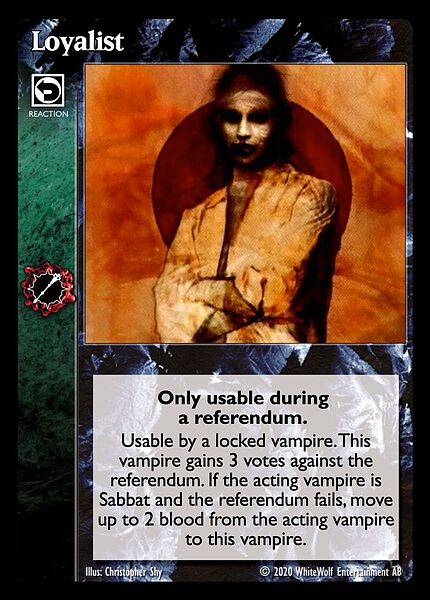 Loyalist
REACTION
Only usable during
a referendum.
Usable by a locked vampire. This
vampire gains 3 votes against the
referendum. If the acting vampire is
Sabbat and the referendum fails, move
up to 2 blood from the acting vampire
to this vampire.
Illus: Christopher Shy
© 2020 WhiteWolf Entertainment AB